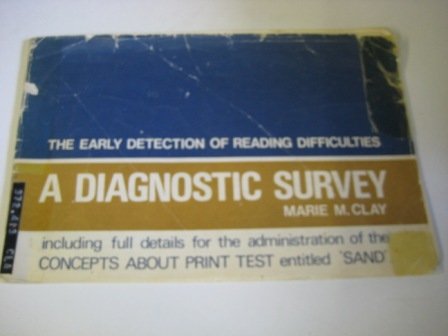 THE EARLY DETECTION OF READING DIFFICULTIES
A DIAGNOSTIC SURVEY
MARIE M. CLAY
including full details for the administration of the
CONCEPTS ABOUT PRINT TEST entitled 'SAND'
CLA